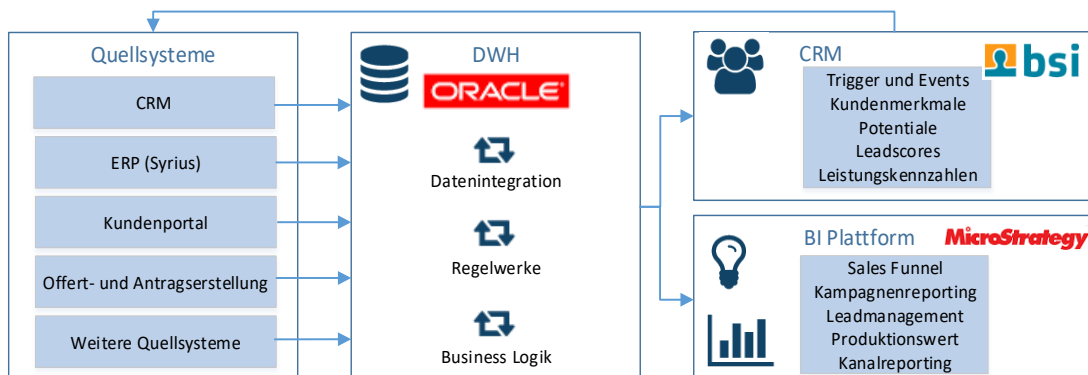 Quellsysteme
CRM
ERP (Syrius)
Kundenportal
Offert- und Antragserstellung
Weitere Quellsysteme
DWH
ORACLE
Datenintegration
Regelwerke
Business Logik
CRM
bsi
Trigger und Events
Kundenmerkmale
Potentiale
Leadscores
Leistungskennzahlen
BI Plattform
MicroStrategy
Sales Funnel
Kampagnenreporting
Leadmanagement
Produktionswert
Kanalreporting